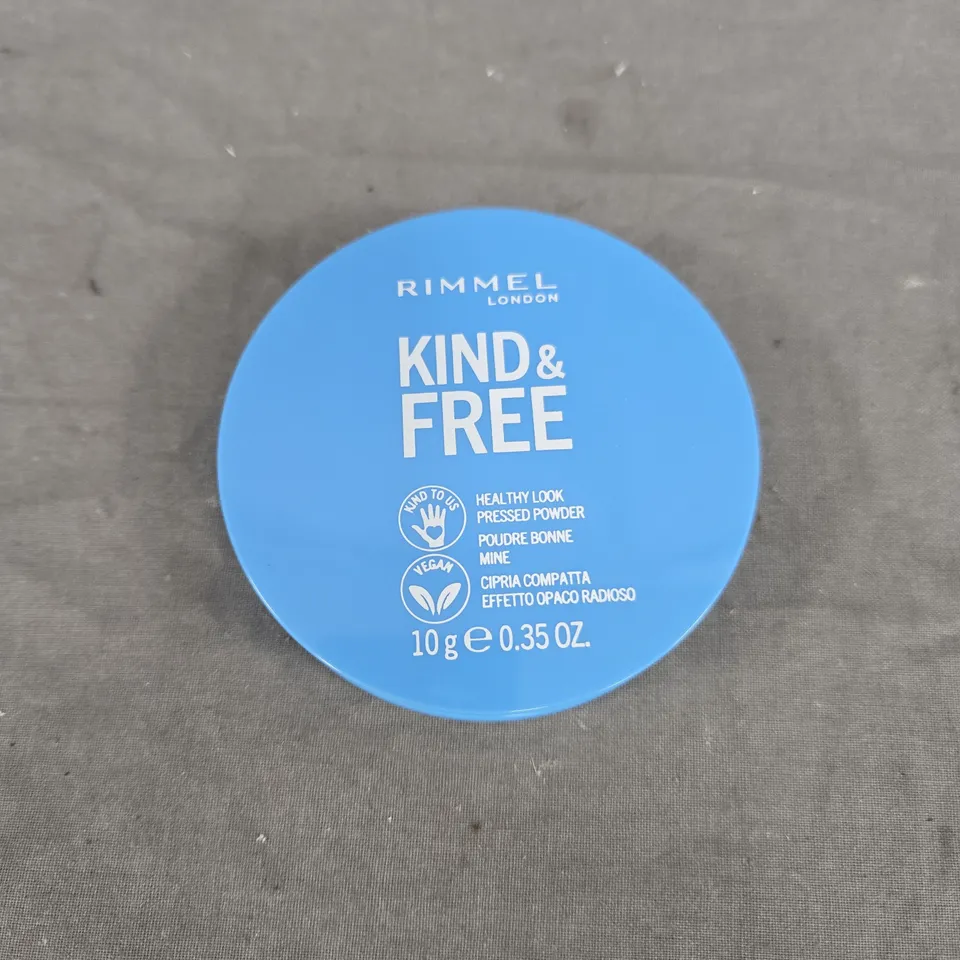 RIMMEL
LONDON
KIND &
FREE
KIND TO US
HEALTHY LOOK
PRESSED POWDER
POUDRE BONNE
MINE
VEGAN
CIPRIA COMPATTA
EFFETTO OPACO RADIOSO
10 g ℮ 0.35 OZ.